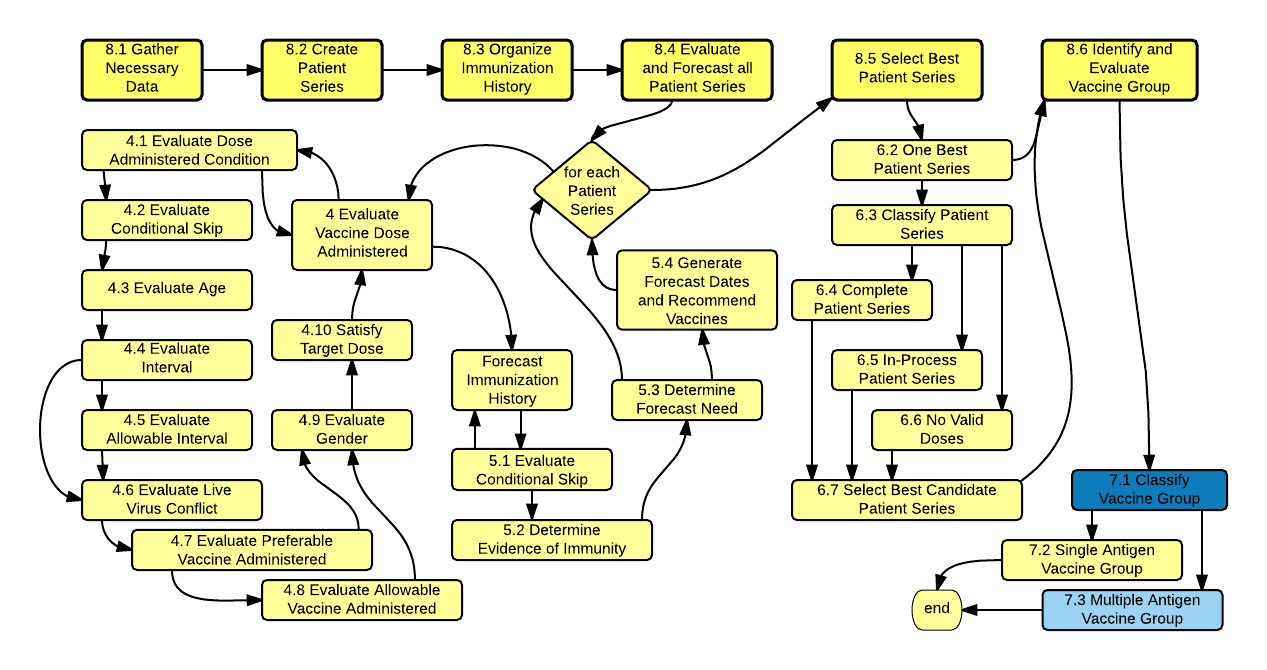 8.1 Gather
Necessary
Data
8.2 Create
Patient
Series
8.3 Organize
Immunization
History
8.4 Evaluate
and Forecast all
Patient Series
8.5 Select Best
Patient Series
8.6 Identify and
Evaluate
Vaccine Group
4.1 Evaluate Dose
Administered Condition
4.2 Evaluate
Conditional Skip
4.3 Evaluate Age
4.4 Evaluate
Interval
4.5 Evaluate
Allowable Interval
4.6 Evaluate Live
Virus Conflict
4.7 Evaluate Preferable
Vaccine Administered
4.8 Evaluate Allowable
Vaccine Administered
4.9 Evaluate
Gender
4.10 Satisfy
Target Dose
4 Evaluate
Vaccine Dose
Administered
for each
Patient
Series
Forecast
Immunization
History
5.1 Evaluate
Conditional Skip
5.2 Determine
Evidence of Immunity
5.3 Determine
Forecast Need
5.4 Generate
Forecast Dates
and Recommend
Vaccines
6.2 One Best
Patient Series
6.3 Classify Patient
Series
6.4 Complete
Patient Series
6.5 In-Process
Patient Series
6.6 No Valid
Doses
6.7 Select Best Candidate
Patient Series
7.1 Classify
Vaccine Group
7.2 Single Antigen
Vaccine Group
7.3 Multiple Antigen
Vaccine Group
end